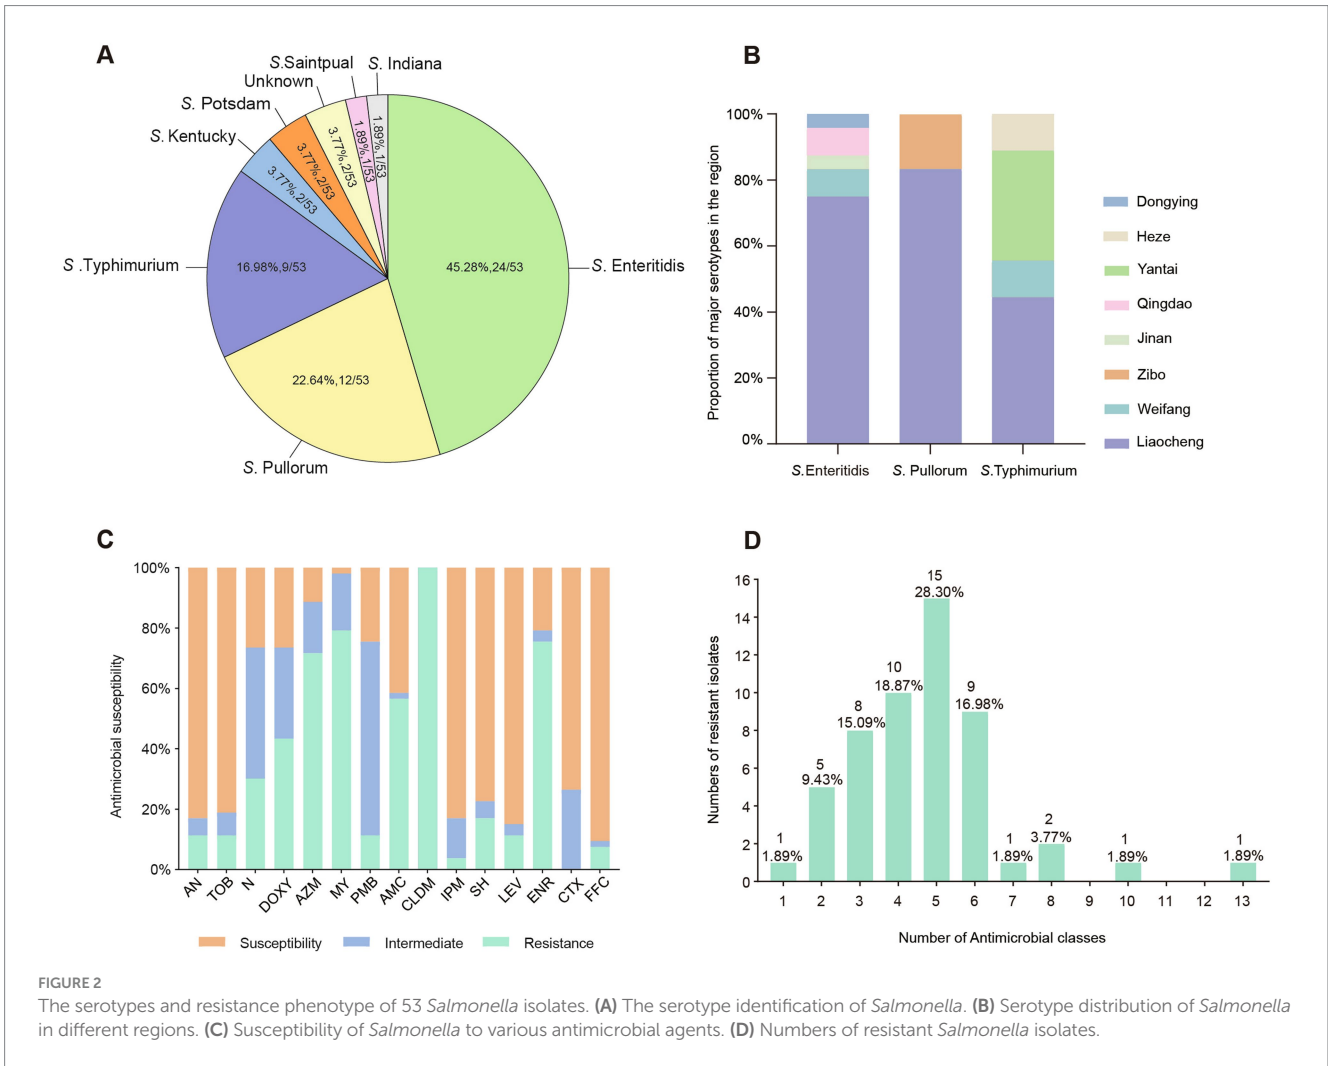 A
S.Saintpual
S. Indiana
Unknown
S. Potsdam
S. Kentucky
S .Typhimurium
S. Enteritidis
S. Pullorum
1.89%,1/53
1.89%,1/53
3.77%,2/53
3.77%,2/53
3.77%,2/53
16.98%,9/53
45.28%,24/53
22.64%,12/53
B
Proportion of major serotypes in the region
100%
80%
60%
40%
20%
0%
S.Enteritidis
S. Pullorum
S.Typhimurium
Dongying
Heze
Yantai
Qingdao
Jinan
Zibo
Weifang
Liaocheng
C
Antimicrobial susceptibility
100%
80%
60%
40%
20%
0%
AN
TOB
N
DOXY
AZM
MY
PMB
AMC
CLDM
IPM
SH
LEV
ENR
CTX
FFC
Susceptibility
Intermediate
Resistance
D
Numbers of resistant isolates
16
14
12
10
8
6
4
2
0
1
1.89%
5
9.43%
8
15.09%
10
18.87%
15
28.30%
9
16.98%
1
1.89%
2
3.77%
1
1.89%
1
1.89%
1
2
3
4
5
6
7
8
9
10
11
12
13
Number of Antimicrobial classes
FIGURE 2
The serotypes and resistance phenotype of 53 Salmonella isolates. (A) The serotype identification of Salmonella. (B) Serotype distribution of Salmonella
in different regions. (C) Susceptibility of Salmonella to various antimicrobial agents. (D) Numbers of resistant Salmonella isolates.